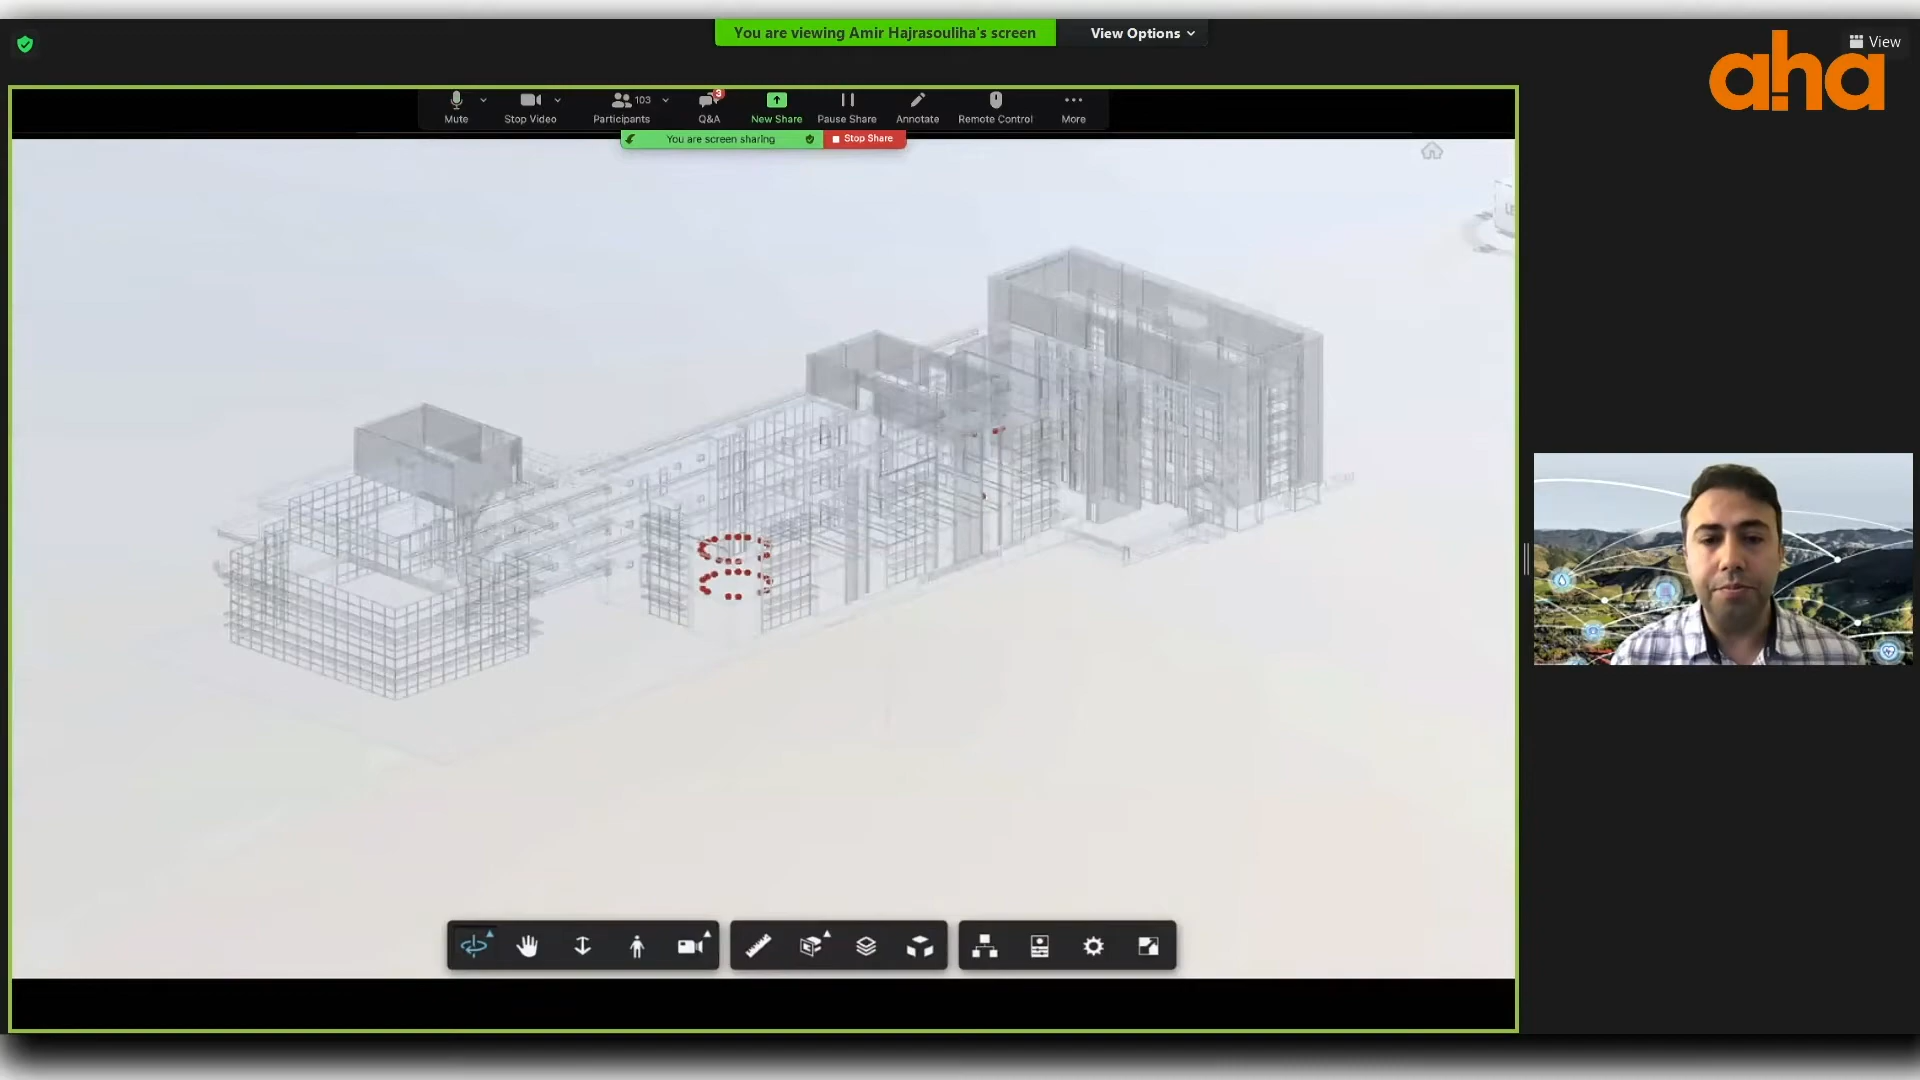 You are viewing Amir Hajrasouliha's screen
View Options
View
aha
Mute
Stop Video
103
Participants
3
Q&A
New Share
Pause Share
Annotate
Remote Control
More
You are screen sharing
Stop Share